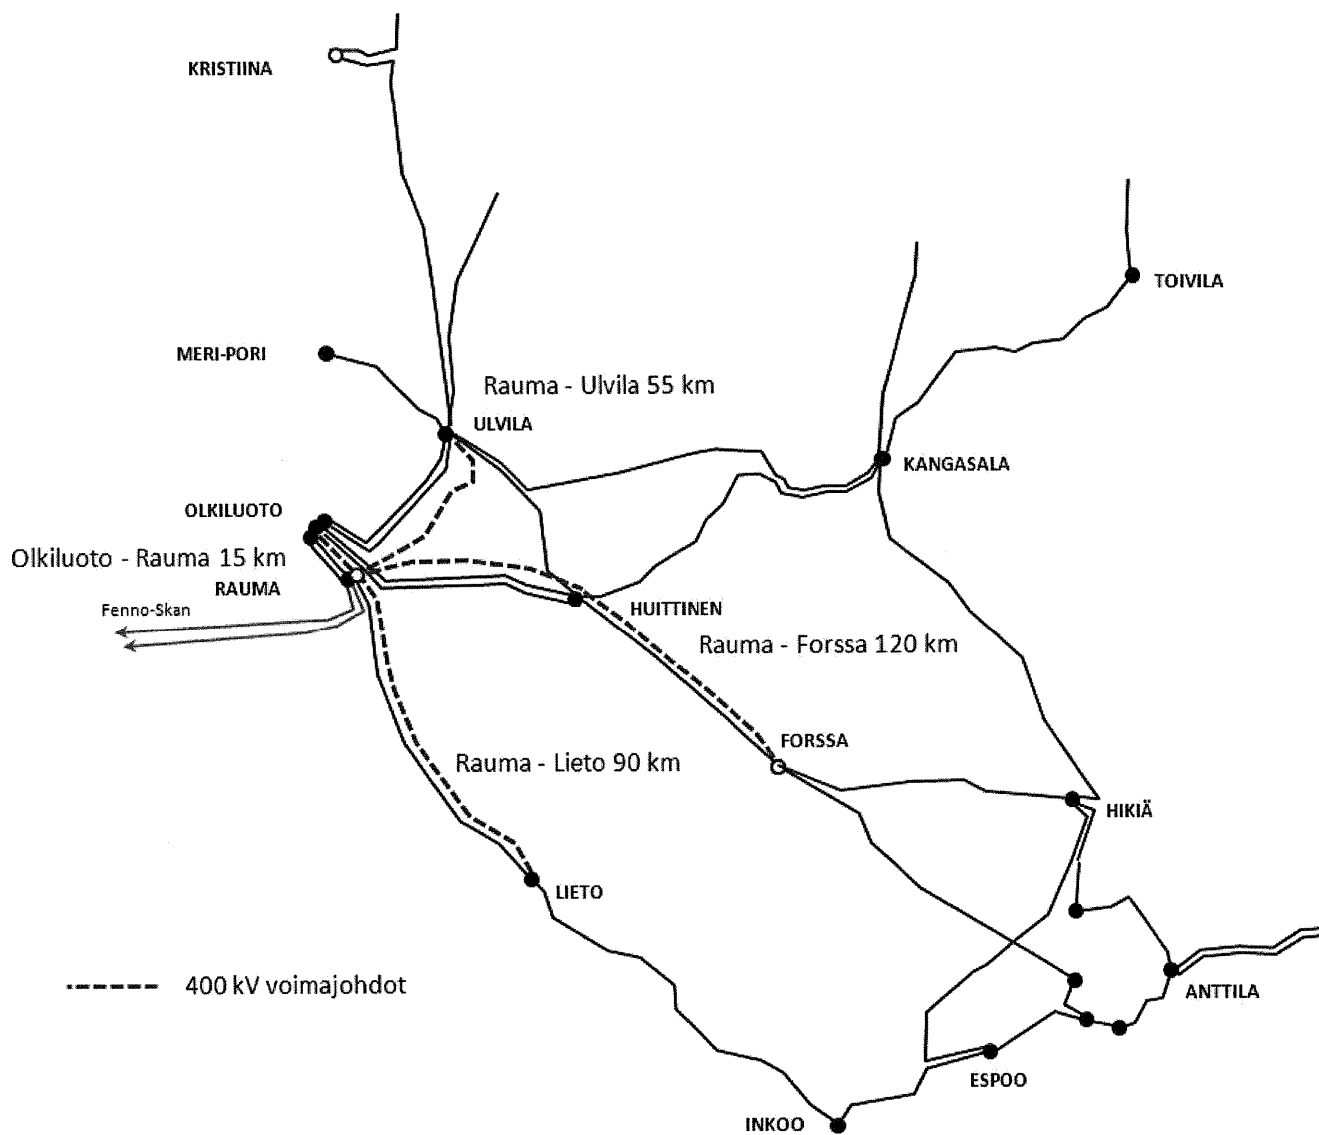 KRISTIINA
TOIVILA
MERI-PORI
Rauma - Ulvila 55 km
ULVILA
KANGASALA
OLKILUOTO
Olkiluoto - Rauma 15 km
RAUMA
Fenno-Skan
HUITTINEN
Rauma - Forssa 120 km
FORSSA
Rauma - Lieto 90 km
HIKIÄ
LIETO
400 kV voimajohdot
ANTTILA
ESPOO
INKOO